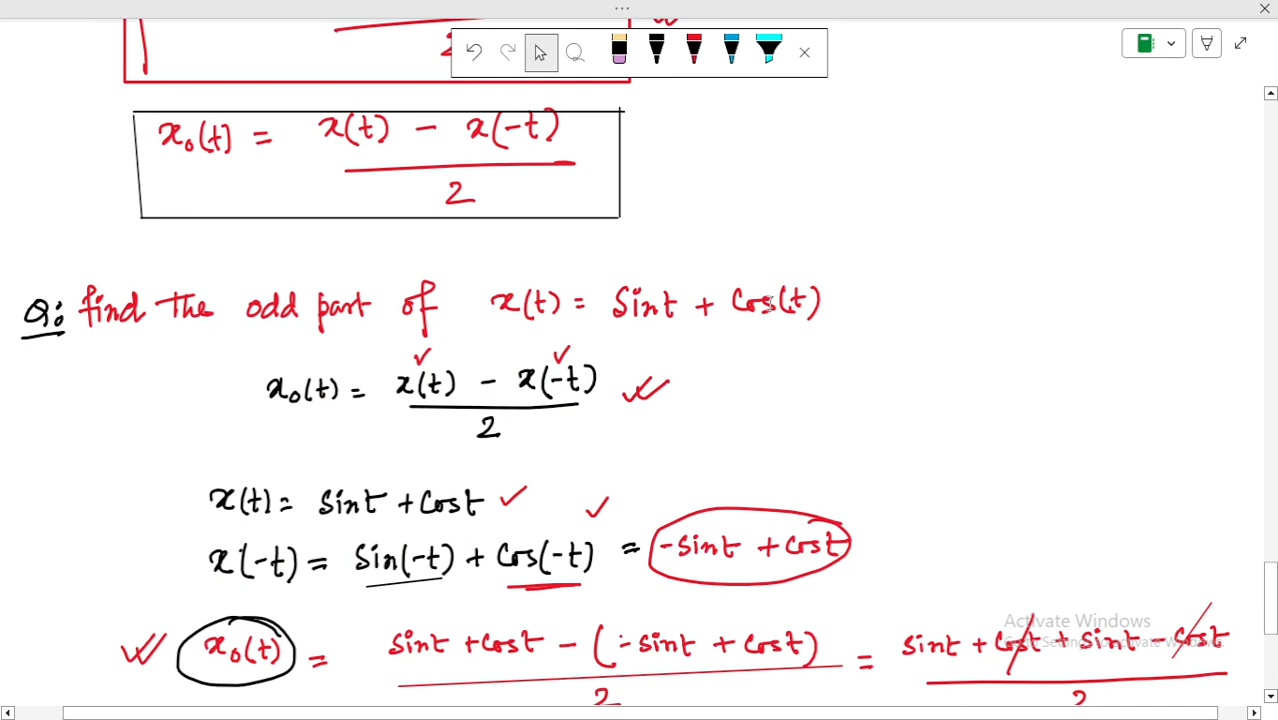 2
x₀(t) = x(t) - x(-t)
2
Q: find the odd part of x(t) = Sint + Cos(t)
x₀(t) = x(t) - x(-t)
2
x(t) = Sint + Cost
x(-t) = Sin(-t) + Cos(-t) = -Sint + Cost
Activate Windows
x₀(t) = Sint + Cost - (-Sint + Cost) = Sint + Cost + Sint - Cost
2 2